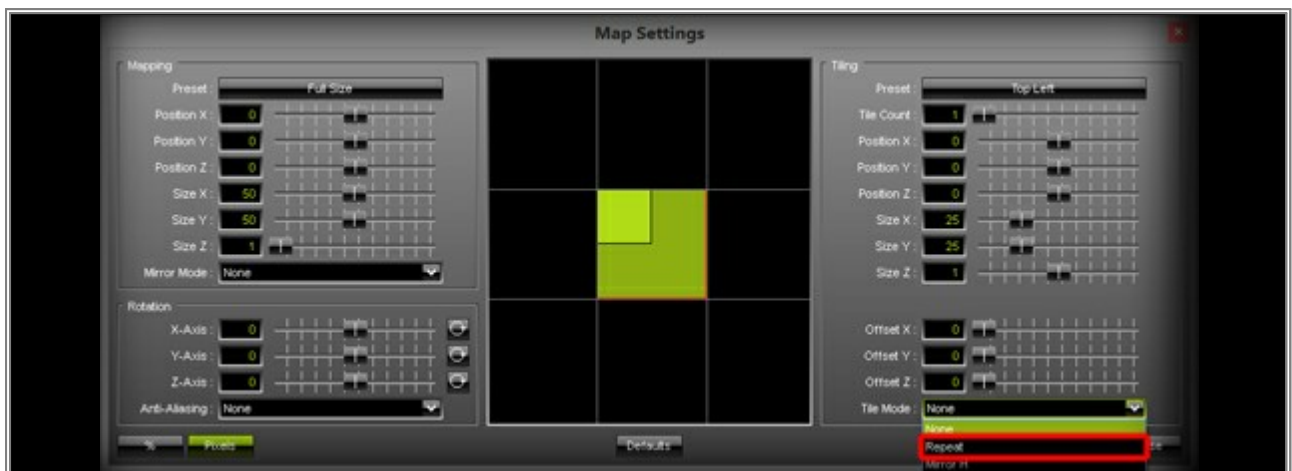 Map Settings
Mapping
Preset : Full Size
Position X : 0
Position Y : 0
Position Z : 0
Size X : 50
Size Y : 50
Size Z : 1
Mirror Mode : None
Rotation
X-Axis : 0
Y-Axis : 0
Z-Axis : 0
Anti-Aliasing : None
% Pixels
Defaults
Tiling
Preset : Top Left
Tile Count : 1
Position X : 0
Position Y : 0
Position Z : 0
Size X : 25
Size Y : 25
Size Z : 1
Offset X : 0
Offset Y : 0
Offset Z : 0
Tile Mode : None
None
Repeat
Mirror H